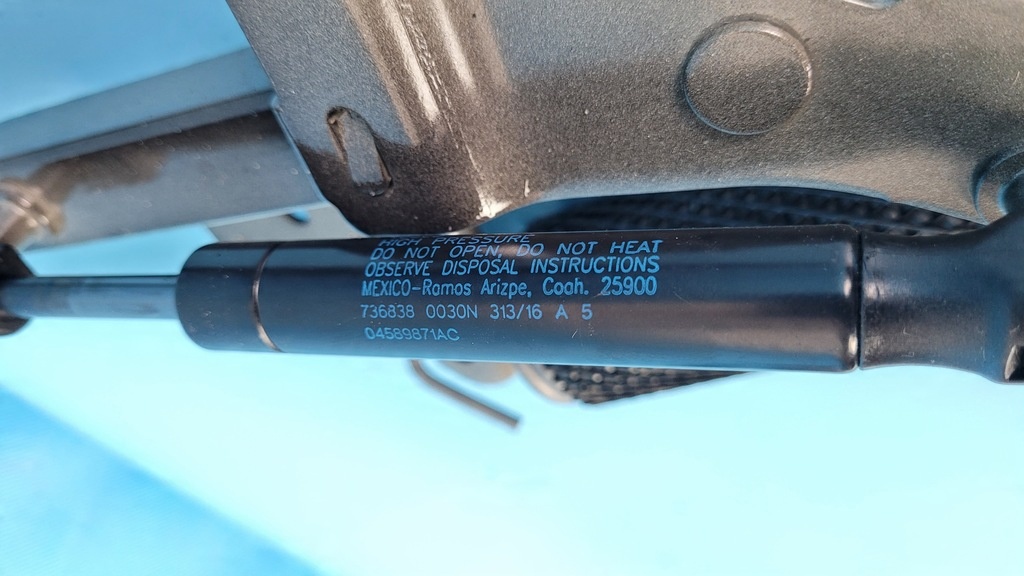 HIGH PRESSURE
DO NOT OPEN, DO NOT HEAT
OBSERVE DISPOSAL INSTRUCTIONS
MEXICO-Ramos Arizpe, Coah. 25900
736838 0030N 313/16 A 5
04589871AC